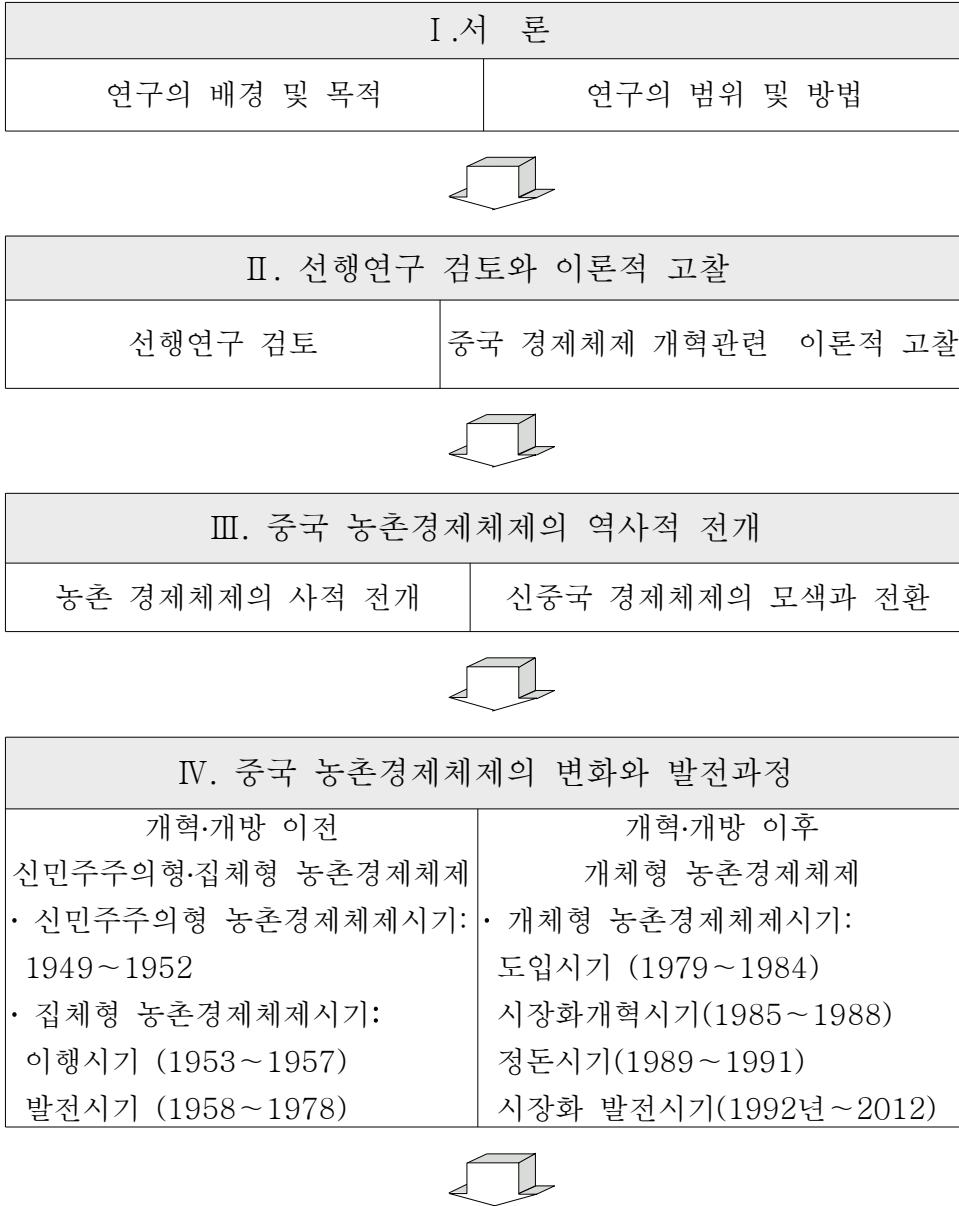 Ⅰ.서 론
연구의 배경 및 목적
연구의 범위 및 방법
Ⅱ. 선행연구 검토와 이론적 고찰
선행연구 검토
중국 경제체제 개혁관련 이론적 고찰
Ⅲ. 중국 농촌경제체제의 역사적 전개
농촌 경제체제의 사적 전개
신중국 경제체제의 모색과 전환
Ⅳ. 중국 농촌경제체제의 변화와 발전과정
개혁·개방 이전
신민주주의형·집체형 농촌경제체제
· 신민주주의형 농촌경제체제시기:
1949～1952
· 집체형 농촌경제체제시기:
이행시기 (1953～1957)
발전시기 (1958～1978)
개혁·개방 이후
개체형 농촌경제체제
· 개체형 농촌경제체제시기:
도입시기 (1979～1984)
시장화개혁시기(1985～1988)
정돈시기(1989～1991)
시장화 발전시기(1992년～2012)